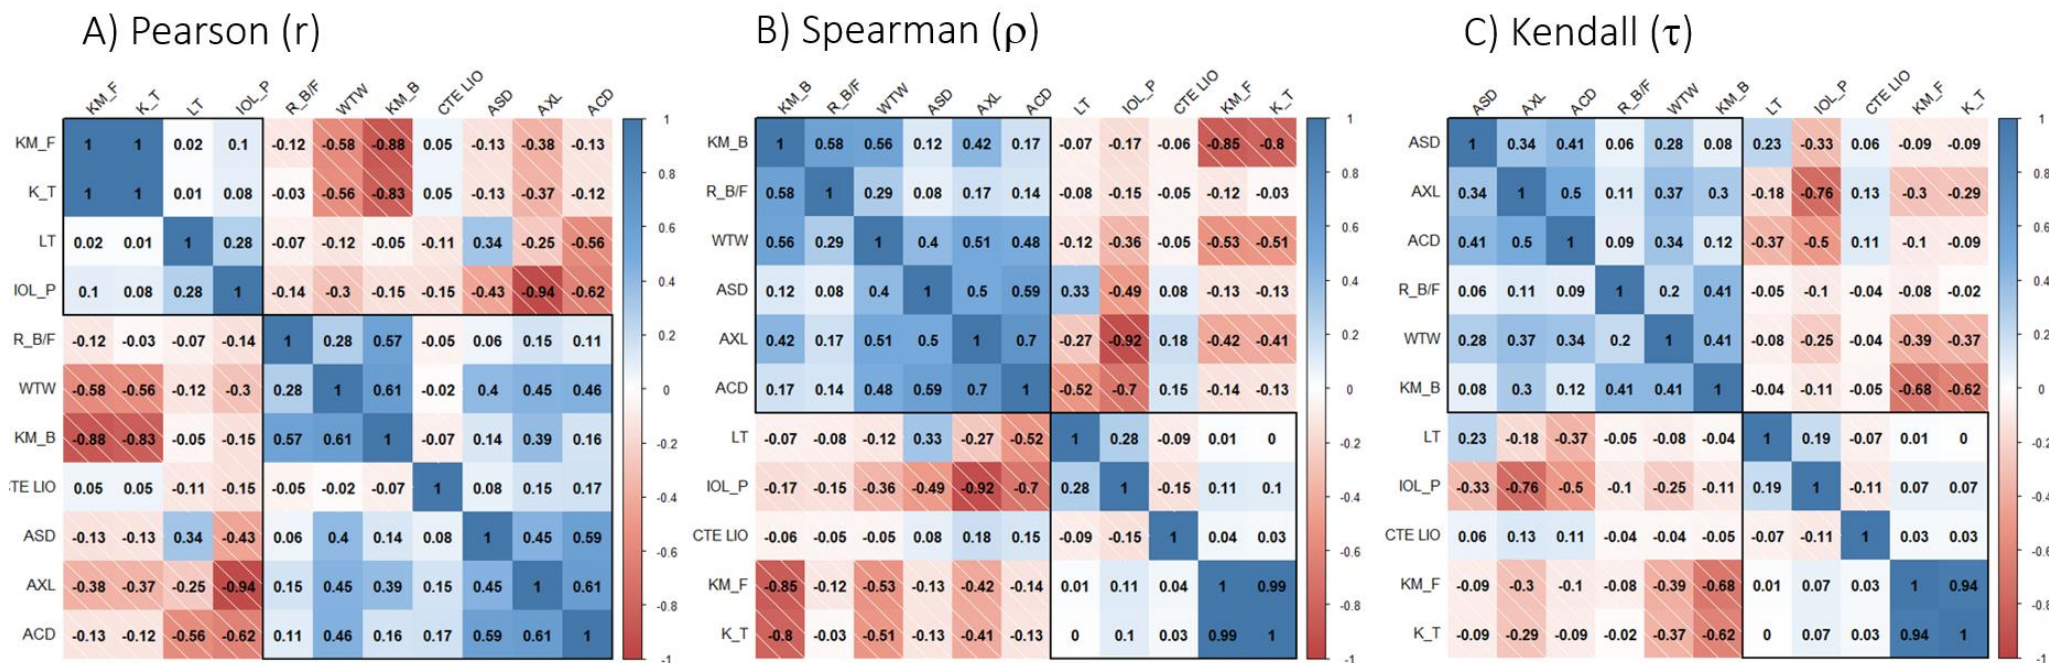 A) Pearson (r)
KM_F K_T LT IOL_P R_B/F WTW KM_B CTE LIO ASD AXL ACD
KM_F 1 1 0.02 0.1 -0.12 -0.58 -0.88 0.05 -0.13 -0.38 -0.13
K_T 1 1 0.01 0.08 -0.03 -0.56 -0.83 0.05 -0.13 -0.37 -0.12
LT 0.02 0.01 1 0.28 -0.07 -0.12 -0.05 -0.11 0.34 -0.25 -0.56
IOL_P 0.1 0.08 0.28 1 -0.14 -0.3 -0.15 -0.15 -0.43 -0.94 -0.62
R_B/F -0.12 -0.03 -0.07 -0.14 1 0.28 0.57 -0.05 0.06 0.15 0.11
WTW -0.58 -0.56 -0.12 -0.3 0.28 1 0.61 -0.02 0.4 0.45 0.46
KM_B -0.88 -0.83 -0.05 -0.15 0.57 0.61 1 -0.07 0.14 0.39 0.16
TE LIO 0.05 0.05 -0.11 -0.15 -0.05 -0.02 -0.07 1 0.08 0.15 0.17
ASD -0.13 -0.13 0.34 -0.43 0.06 0.4 0.14 0.08 1 0.45 0.59
AXL -0.38 -0.37 -0.25 -0.94 0.15 0.45 0.39 0.15 0.45 1 0.61
ACD -0.13 -0.12 -0.56 -0.62 0.11 0.46 0.16 0.17 0.59 0.61 1
1
0.8
0.6
0.4
0.2
0
-0.2
-0.4
-0.6
-0.8
-1
B) Spearman (ρ)
KM_B R_B/F WTW ASD AXL ACD LT IOL_P CTE LIO KM_F K_T
KM_B 1 0.58 0.56 0.12 0.42 0.17 -0.07 -0.17 -0.06 -0.85 -0.8
R_B/F 0.58 1 0.29 0.08 0.17 0.14 -0.08 -0.15 -0.05 -0.12 -0.03
WTW 0.56 0.29 1 0.4 0.51 0.48 -0.12 -0.36 -0.05 -0.53 -0.51
ASD 0.12 0.08 0.4 1 0.5 0.59 0.33 -0.49 0.08 -0.13 -0.13
AXL 0.42 0.17 0.51 0.5 1 0.7 -0.27 -0.92 0.18 -0.42 -0.41
ACD 0.17 0.14 0.48 0.59 0.7 1 -0.52 -0.7 0.15 -0.14 -0.13
LT -0.07 -0.08 -0.12 0.33 -0.27 -0.52 1 0.28 -0.09 0.01 0
IOL_P -0.17 -0.15 -0.36 -0.49 -0.92 -0.7 0.28 1 -0.15 0.11 0.1
CTE LIO -0.06 -0.05 -0.05 0.08 0.18 0.15 -0.09 -0.15 1 0.04 0.03
KM_F -0.85 -0.12 -0.53 -0.13 -0.42 -0.14 0.01 0.11 0.04 1 0.99
K_T -0.8 -0.03 -0.51 -0.13 -0.41 -0.13 0 0.1 0.03 0.99 1
1
0.8
0.6
0.4
0.2
0
-0.2
-0.4
-0.6
-0.8
-1
C) Kendall (τ)
ASD AXL ACD R_B/F WTW KM_B LT IOL_P CTE LIO KM_F K_T
ASD 1 0.34 0.41 0.06 0.28 0.08 0.23 -0.33 0.06 -0.09 -0.09
AXL 0.34 1 0.5 0.11 0.37 0.3 -0.18 -0.76 0.13 -0.3 -0.29
ACD 0.41 0.5 1 0.09 0.34 0.12 -0.37 -0.5 0.11 -0.1 -0.09
R_B/F 0.06 0.11 0.09 1 0.2 0.41 -0.05 -0.1 -0.04 -0.08 -0.02
WTW 0.28 0.37 0.34 0.2 1 0.41 -0.08 -0.25 -0.04 -0.39 -0.37
KM_B 0.08 0.3 0.12 0.41 0.41 1 -0.04 -0.11 -0.05 -0.68 -0.62
LT 0.23 -0.18 -0.37 -0.05 -0.08 -0.04 1 0.19 -0.07 0.01 0
IOL_P -0.33 -0.76 -0.5 -0.1 -0.25 -0.11 0.19 1 -0.11 0.07 0.07
CTE LIO 0.06 0.13 0.11 -0.04 -0.04 -0.05 -0.07 -0.11 1 0.03 0.03
KM_F -0.09 -0.3 -0.1 -0.08 -0.39 -0.68 0.01 0.07 0.03 1 0.94
K_T -0.09 -0.29 -0.09 -0.02 -0.37 -0.62 0 0.07 0.03 0.94 1
1
0.8
0.6
0.4
0.2
0
-0.2
-0.4
-0.6
-0.8
-1